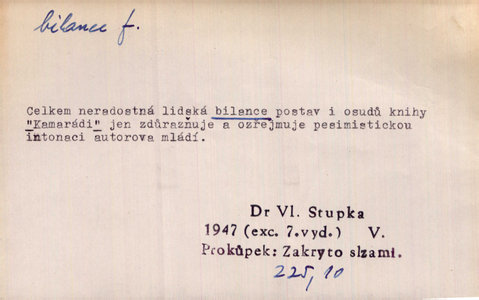 bilance f.
Celkem neradostná lidská bilance postav i osudů knihy
"Kamarádi" jen zdůrazňuje a ozřejmuje pesimistickou
intonaci autorova mládí.
Dr Vl. Stupka
1947 (exc. 7.vyd.) V.
Prokůpek: Zakryto slzami.
225, 10